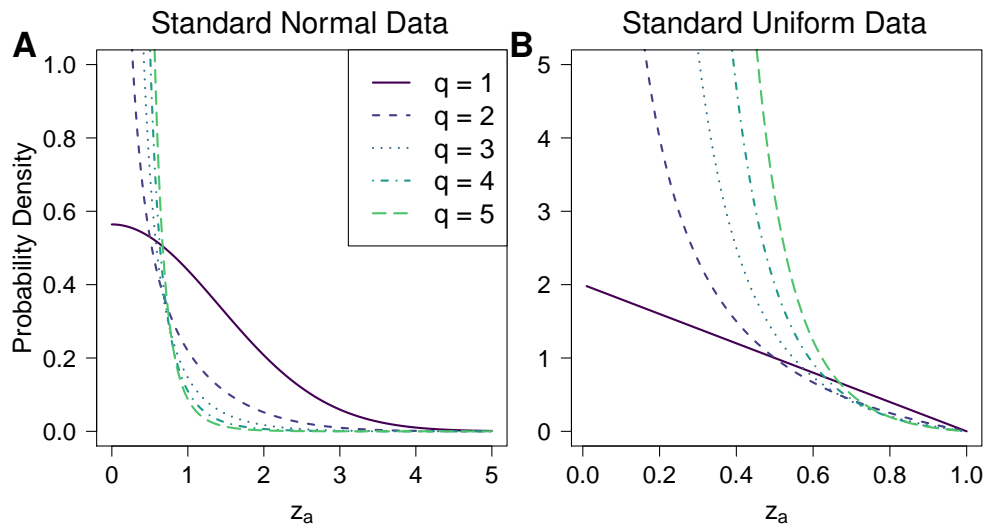 A
Standard Normal Data
Probability Density
1.0
0.8
0.6
0.4
0.2
0.0
0
1
2
3
4
5
z_a
q = 1
q = 2
q = 3
q = 4
q = 5
B
Standard Uniform Data
5
4
3
2
1
0
0.0
0.2
0.4
0.6
0.8
1.0
z_a